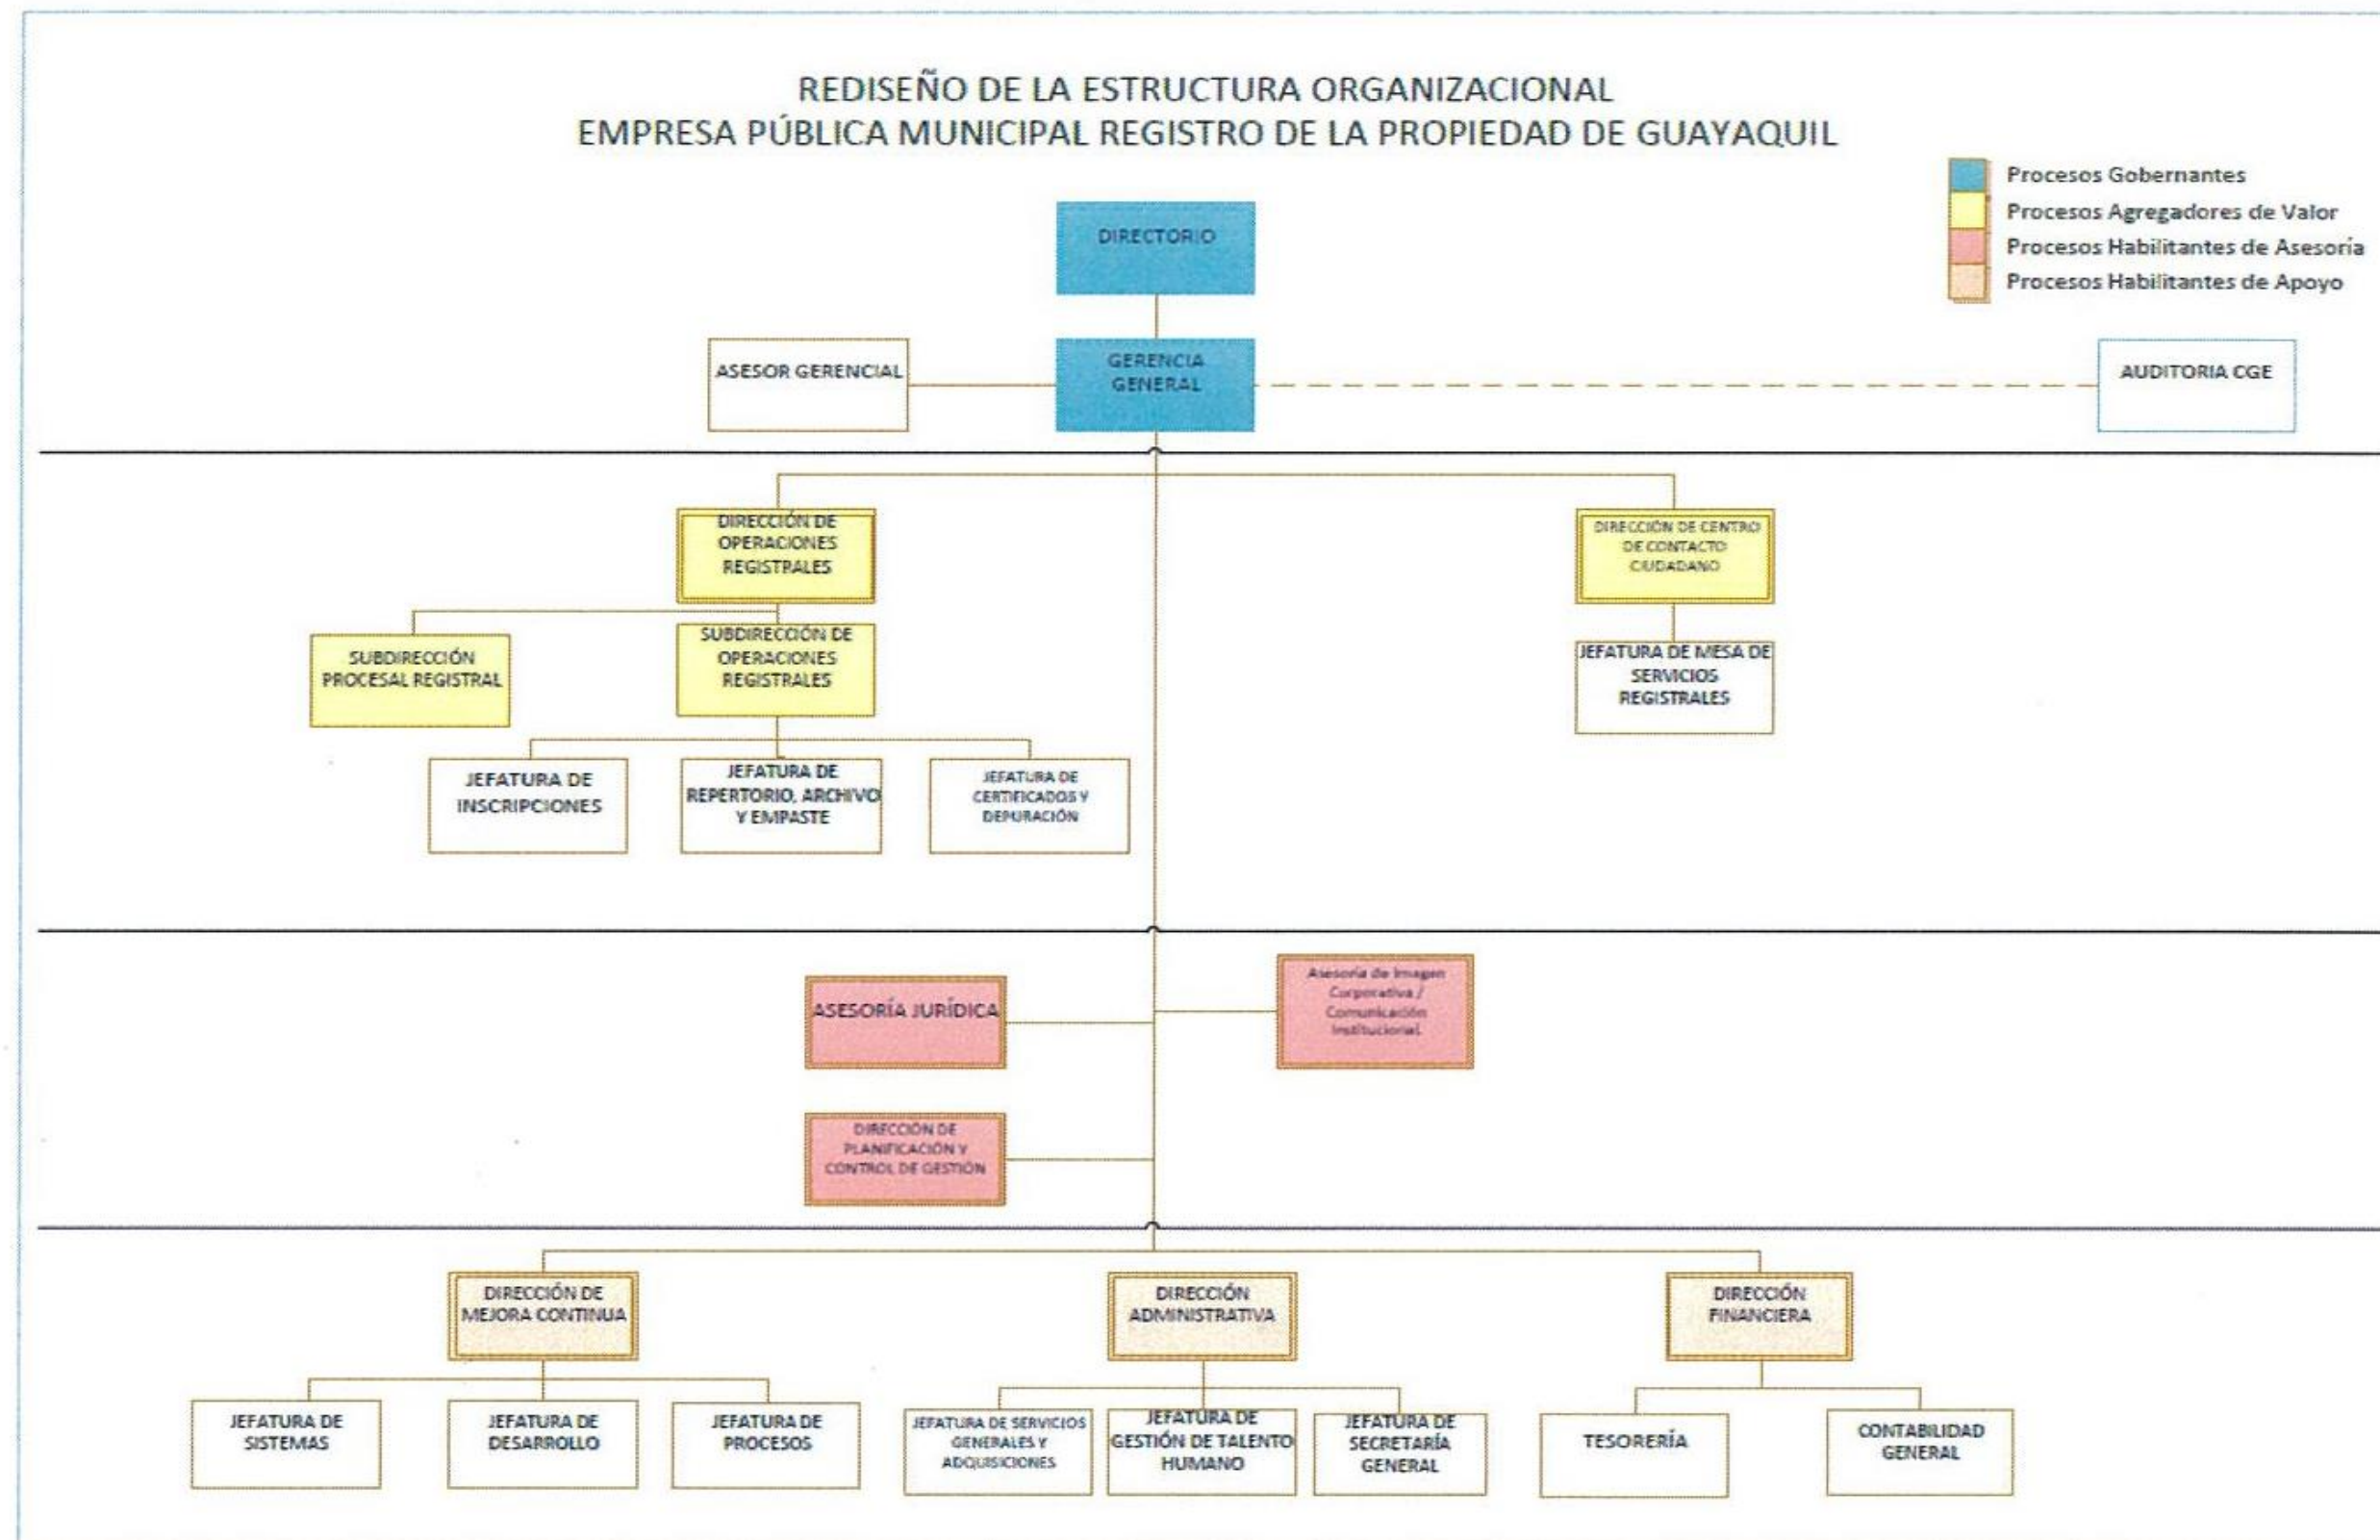 REDISEÑO DE LA ESTRUCTURA ORGANIZACIONAL
EMPRESA PÚBLICA MUNICIPAL REGISTRO DE LA PROPIEDAD DE GUAYAQUIL
Procesos Gobernantes
Procesos Agregadores de Valor
Procesos Habilitantes de Asesoría
Procesos Habilitantes de Apoyo
DIRECTORIO
ASESOR GERENCIAL
GERENCIA
GENERAL
AUDITORIA CGE
DIRECCIÓN DE
OPERACIONES
REGISTRALES
DIRECCIÓN DE CENTRO
DE CONTACTO
CIUDADANO
SUBDIRECCIÓN
PROCESAL REGISTRAL
SUBDIRECCIÓN DE
OPERACIONES
REGISTRALES
JEFATURA DE MESA DE
SERVICIOS
REGISTRALES
JEFATURA DE
INSCRIPCIONES
JEFATURA DE
REPERTORIO, ARCHIVO
Y EMPASTE
JEFATURA DE
CERTIFICADOS Y
DEPURACIÓN
ASESORÍA JURÍDICA
Asesoría de Imagen
Corporativa /
Comunicación
Institucional
DIRECCIÓN DE
PLANIFICACIÓN Y
CONTROL DE GESTIÓN
DIRECCIÓN DE
MEJORA CONTINUA
DIRECCIÓN
ADMINISTRATIVA
DIRECCIÓN
FINANCIERA
JEFATURA DE
SISTEMAS
JEFATURA DE
DESARROLLO
JEFATURA DE
PROCESOS
JEFATURA DE SERVICIOS
GENERALES Y
ADQUISICIONES
JEFATURA DE
GESTIÓN DE TALENTO
HUMANO
JEFATURA DE
SECRETARÍA
GENERAL
TESORERÍA
CONTABILIDAD
GENERAL